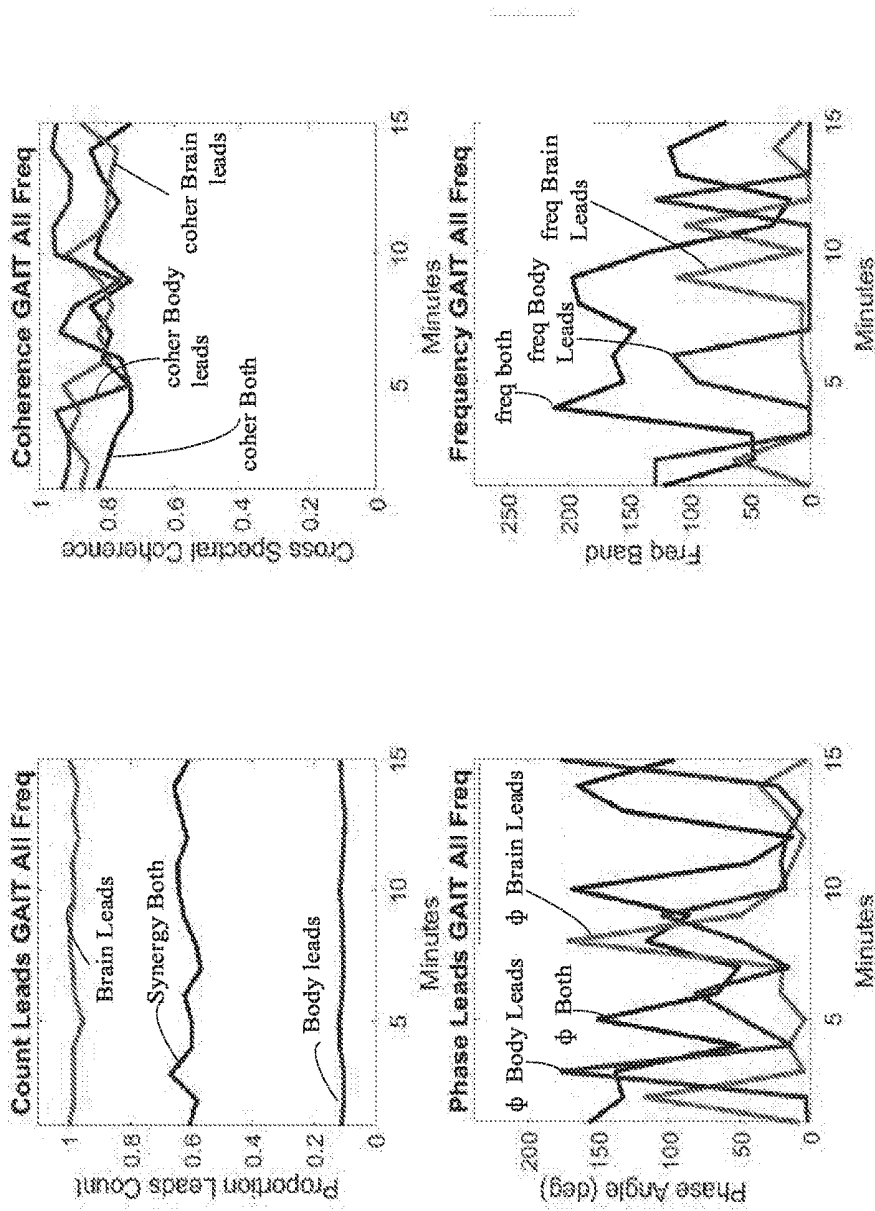 Count Leads GAIT All Freq
Proportion Leads Count
1
0.8
0.6
0.4
0.2
0
Brain Leads
Synergy Both
Body leads
5
10
15
Minutes
Coherence GAIT All Freq
Cross Spectral Coherence
1
0.8
0.6
0.4
0.2
0
coher Both
coher Body
leads
coher Brain
leads
5
10
15
Minutes
Phase Leads GAIT All Freq
Phase Angle (deg)
200
150
100
50
0
ϕ Body Leads
ϕ Both
ϕ Brain Leads
5
10
15
Minutes
Frequency GAIT All Freq
Freq Band
250
200
150
100
50
0
freq both
freq Body
Leads
freq Brain
Leads
5
10
15
Minutes